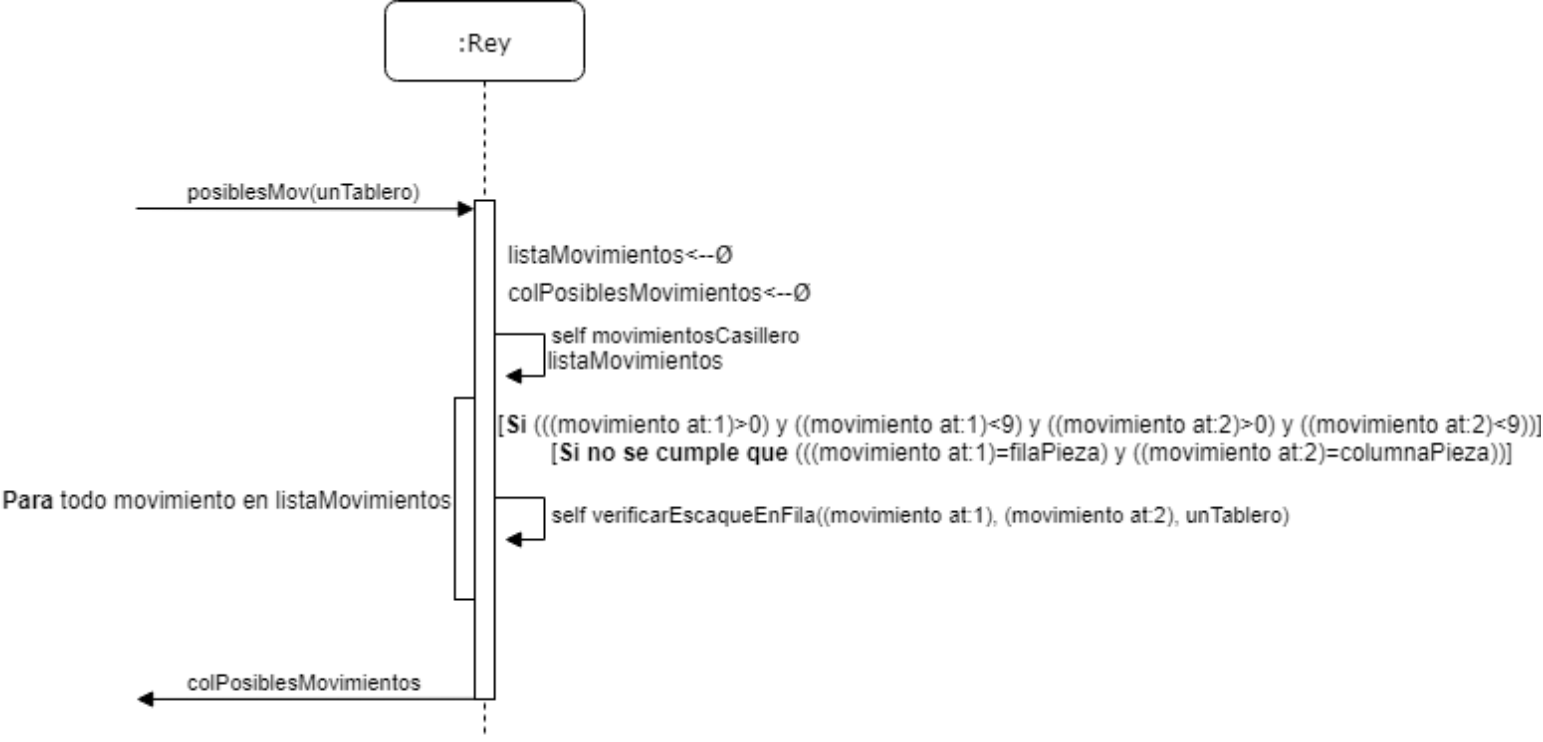 :Rey
posiblesMov(unTablero)
listaMovimientos<--Ø
colPosiblesMovimientos<--Ø
self movimientosCasillero
listaMovimientos
[Si (((movimiento at:1)>0) y ((movimiento at:1)<9) y ((movimiento at:2)>0) y ((movimiento at:2)<9))]
[Si no se cumple que (((movimiento at:1)=filaPieza) y ((movimiento at:2)=columnaPieza))]
Para todo movimiento en listaMovimientos
self verificarEscaqueEnFila((movimiento at:1), (movimiento at:2), unTablero)
colPosiblesMovimientos